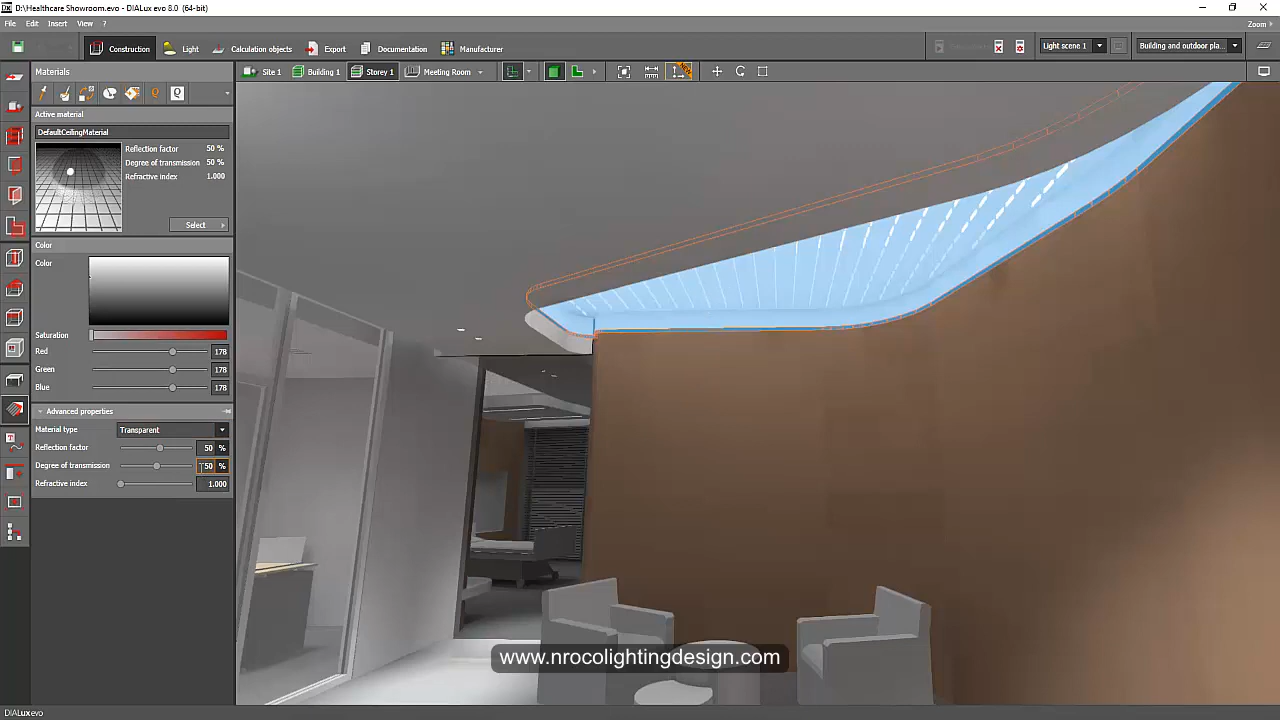 D:\Healthcare Showroom.evo - DIALux evo 8.0 (64-bit)
File Edit Insert View ?
Zoom
Construction Light Calculation objects Export Documentation Manufacturer
Light scene 1
Building and outdoor pla...
Materials
Site 1 Building 1 Storey 1 Meeting Room
Active material
DefaultCeilingMaterial
Reflection factor 50 %
Degree of transmission 50 %
Refractive index 1.000
Select
Color
Color
Saturation
Red 178
Green 178
Blue 178
Advanced properties
Material type Transparent
Reflection factor 50 %
Degree of transmission 50 %
Refractive index 1.000
www.nrocolightingdesign.com
DIALux evo